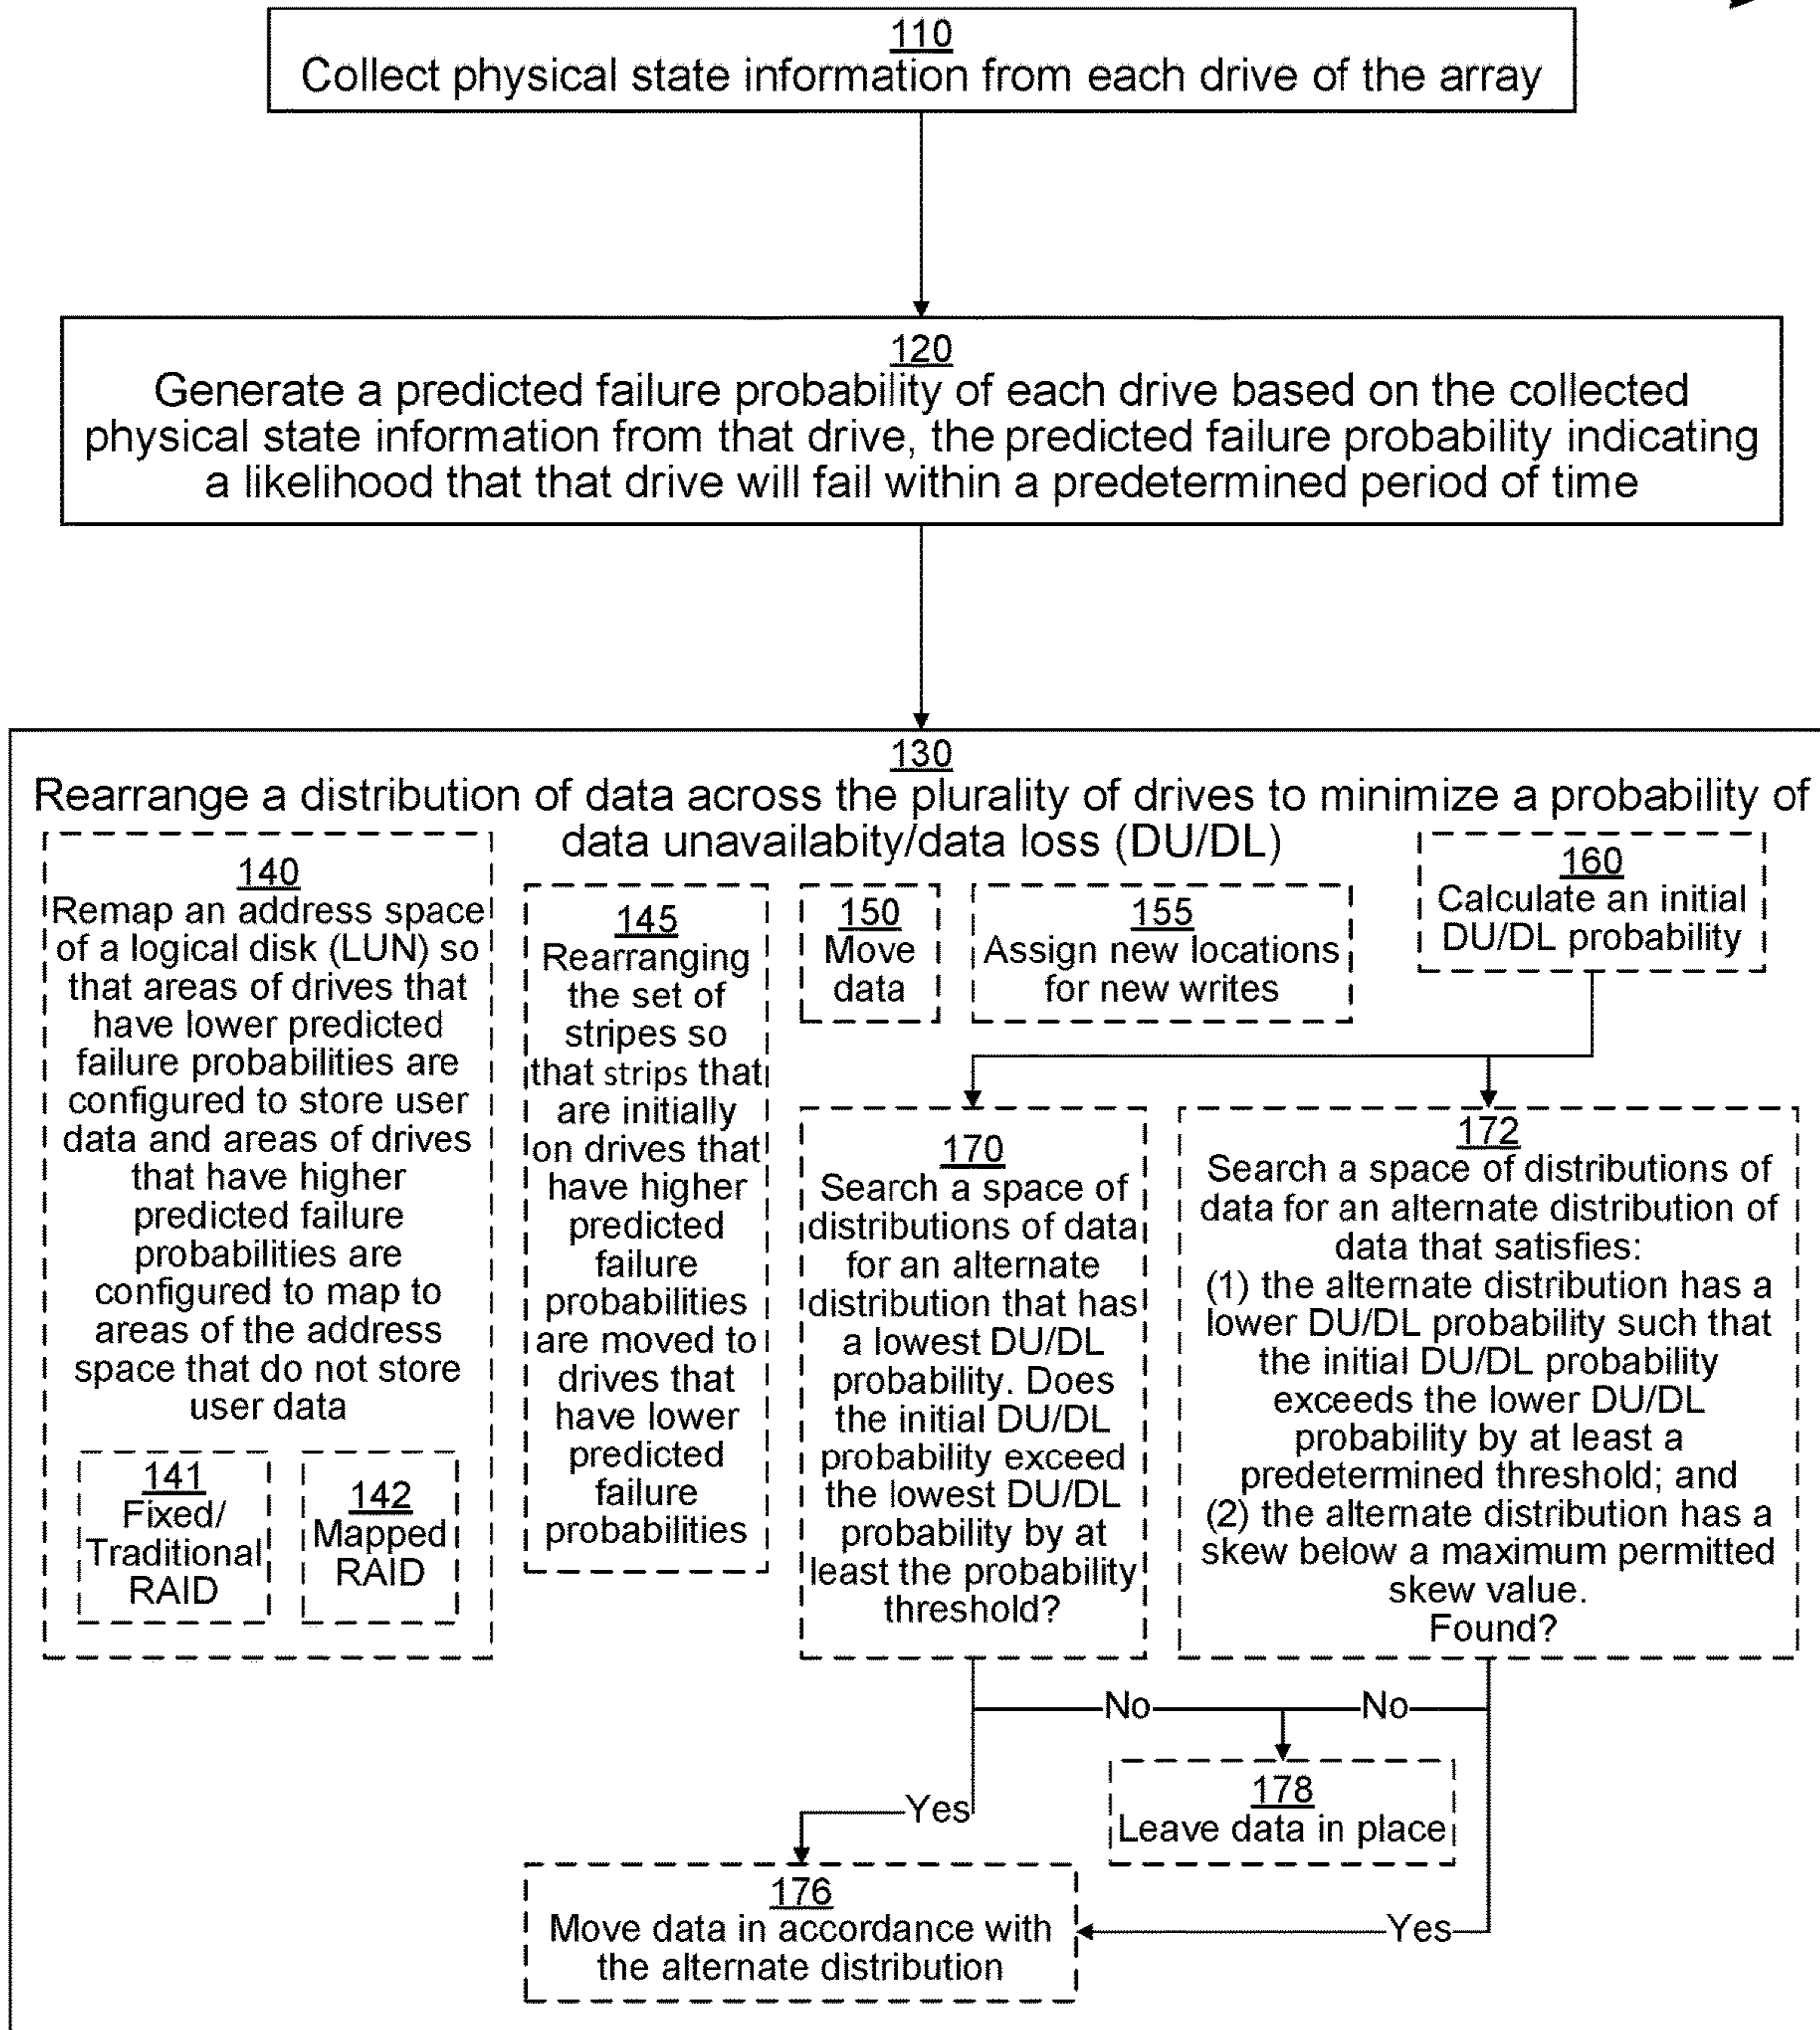 110
Collect physical state information from each drive of the array
120
Generate a predicted failure probability of each drive based on the collected
physical state information from that drive, the predicted failure probability indicating
a likelihood that that drive will fail within a predetermined period of time
130
Rearrange a distribution of data across the plurality of drives to minimize a probability of
data unavailabity/data loss (DU/DL)
140
Remap an address space
of a logical disk (LUN) so
that areas of drives that
have lower predicted
failure probabilities are
configured to store user
data and areas of drives
that have higher
predicted failure
probabilities are
configured to map to
areas of the address
space that do not store
user data
141
Fixed/
Traditional
RAID
142
Mapped
RAID
145
Rearranging
the set of
stripes so
that strips that
are initially
on drives that
have higher
predicted
failure
probabilities
are moved to
drives that
have lower
predicted
failure
probabilities
150
Move
data
155
Assign new locations
for new writes
160
Calculate an initial
DU/DL probability
170
Search a space of
distributions of data
for an alternate
distribution that has
a lowest DU/DL
probability. Does
the initial DU/DL
probability exceed
the lowest DU/DL
probability by at
least the probability
threshold?
172
Search a space of distributions of
data for an alternate distribution of
data that satisfies:
(1) the alternate distribution has a
lower DU/DL probability such that
the initial DU/DL probability
exceeds the lower DU/DL
probability by at least a
predetermined threshold; and
(2) the alternate distribution has a
skew below a maximum permitted
skew value.
Found?
No
No
178
Leave data in place
Yes
176
Move data in accordance with
the alternate distribution
Yes